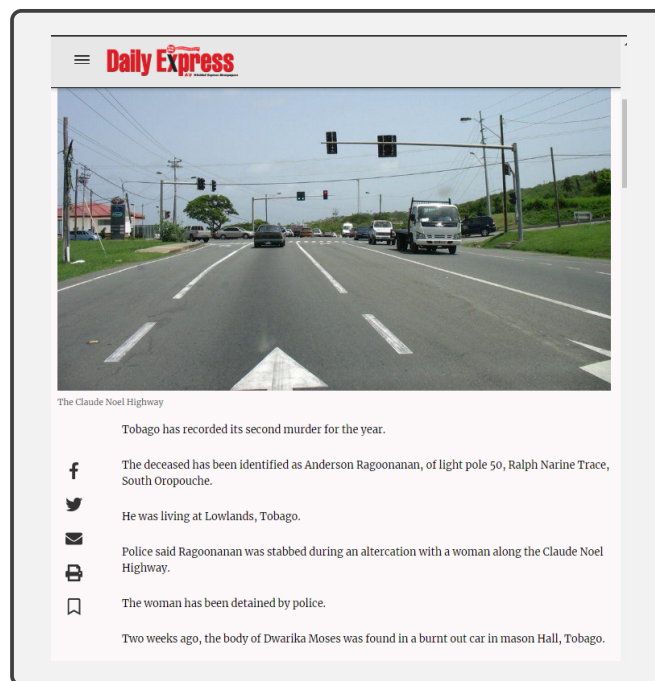 Daily Express
The Claude Noel Highway
Tobago has recorded its second murder for the year.
The deceased has been identified as Anderson Ragoonanan, of light pole 50, Ralph Narine Trace,
South Oropouche.
He was living at Lowlands, Tobago.
Police said Ragoonanan was stabbed during an altercation with a woman along the Claude Noel
Highway.
The woman has been detained by police.
Two weeks ago, the body of Dwarika Moses was found in a burnt out car in mason Hall, Tobago.